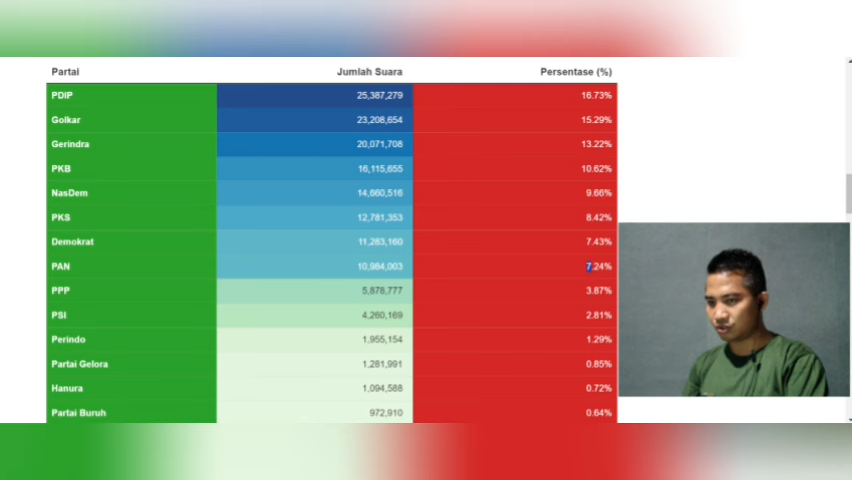 Partai Jumlah Suara Persentase (%)
PDIP 25,387,279 16.73%
Golkar 23,208,654 15.29%
Gerindra 20,071,708 13.22%
PKB 16,115,655 10.62%
NasDem 14,660,516 9.66%
PKS 12,781,353 8.42%
Demokrat 11,283,160 7.43%
PAN 10,984,003 7.24%
PPP 5,878,777 3.87%
PSI 4,260,169 2.81%
Perindo 1,955,154 1.29%
Partai Gelora 1,281,991 0.85%
Hanura 1,094,588 0.72%
Partai Buruh 972,910 0.64%